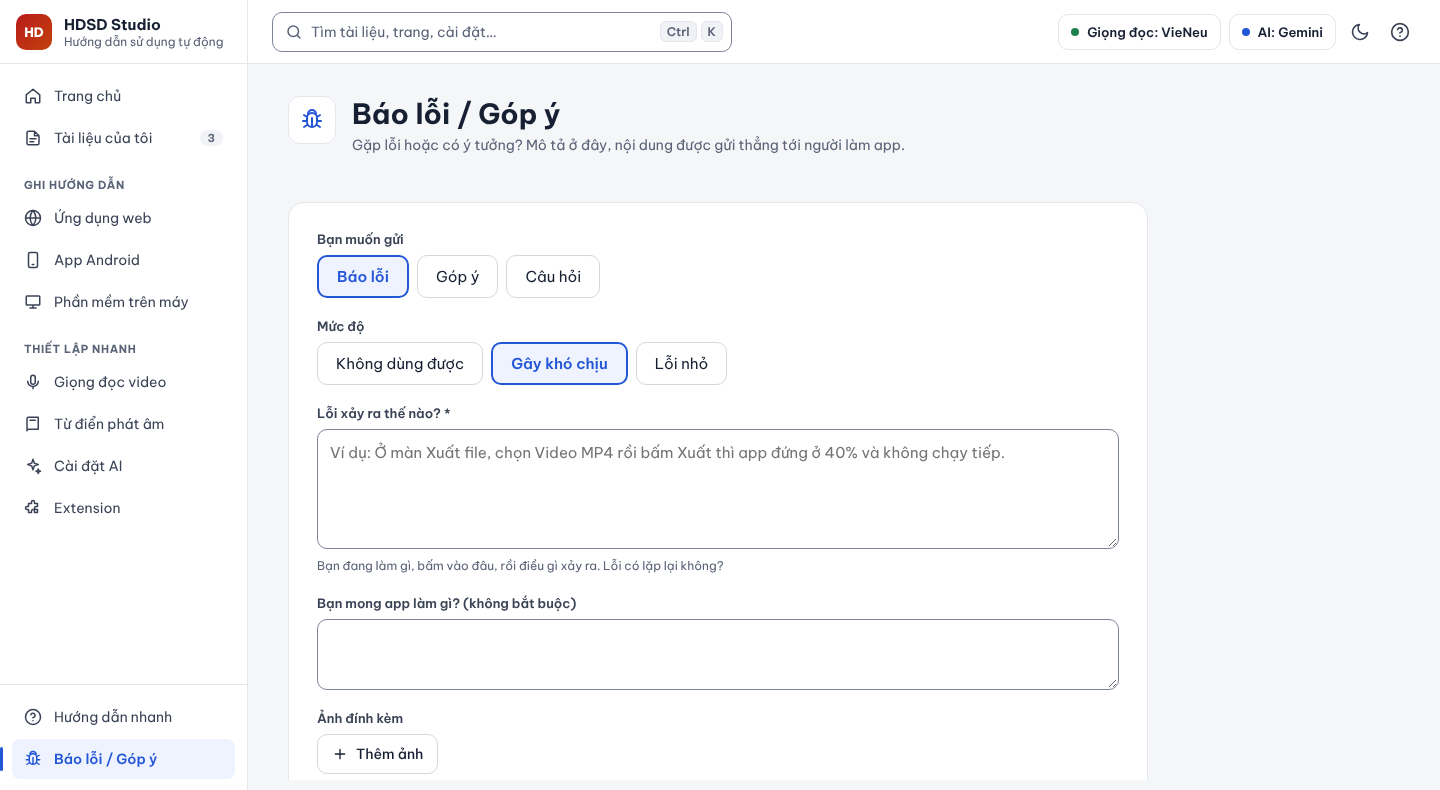 HD
HDSD Studio
Hướng dẫn sử dụng tự động
Tìm tài liệu, trang, cài đặt...
Ctrl K
Giọng đọc: VieNeu
AI: Gemini
Trang chủ
Tài liệu của tôi 3
GHI HƯỚNG DẪN
Ứng dụng web
App Android
Phần mềm trên máy
THIẾT LẬP NHANH
Giọng đọc video
Từ điển phát âm
Cài đặt AI
Extension
Hướng dẫn nhanh
Báo lỗi / Góp ý
Báo lỗi / Góp ý
Gặp lỗi hoặc có ý tưởng? Mô tả ở đây, nội dung được gửi thẳng tới người làm app.
Bạn muốn gửi
Báo lỗi Góp ý Câu hỏi
Mức độ
Không dùng được Gây khó chịu Lỗi nhỏ
Lỗi xảy ra thế nào? *
Ví dụ: Ở màn Xuất file, chọn Video MP4 rồi bấm Xuất thì app đứng ở 40% và không chạy tiếp.
Bạn đang làm gì, bấm vào đâu, rồi điều gì xảy ra. Lỗi có lặp lại không?
Bạn mong app làm gì? (không bắt buộc)
Ảnh đính kèm
+ Thêm ảnh